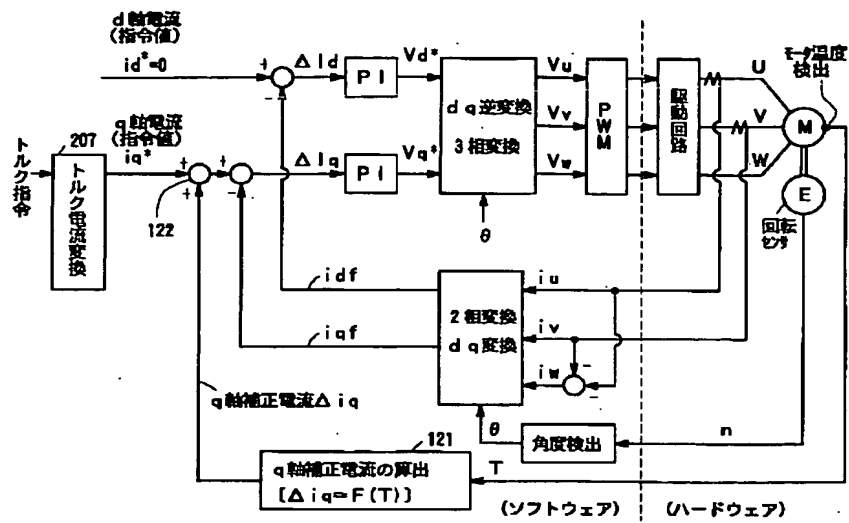 d軸電流
(指令値)
id*=0
q軸電流
(指令値)
iq*
207
トルク指令
トルク電流変換
122
+
-
+
+
+
-
ΔId
ΔIq
PI
PI
Vd*
Vq*
dq逆変換
3相変換
θ
Vu
Vv
Vw
PWM
駆動回路
U
V
W
モータ温度
検出
M
E
回転
センサ
idf
iqf
2相変換
dq変換
iu
iv
iw
-
-
θ
角度検出
n
q軸補正電流Δiq
121
q軸補正電流の算出
[Δiq=F(T)]
T
(ソフトウェア)
(ハードウェア)